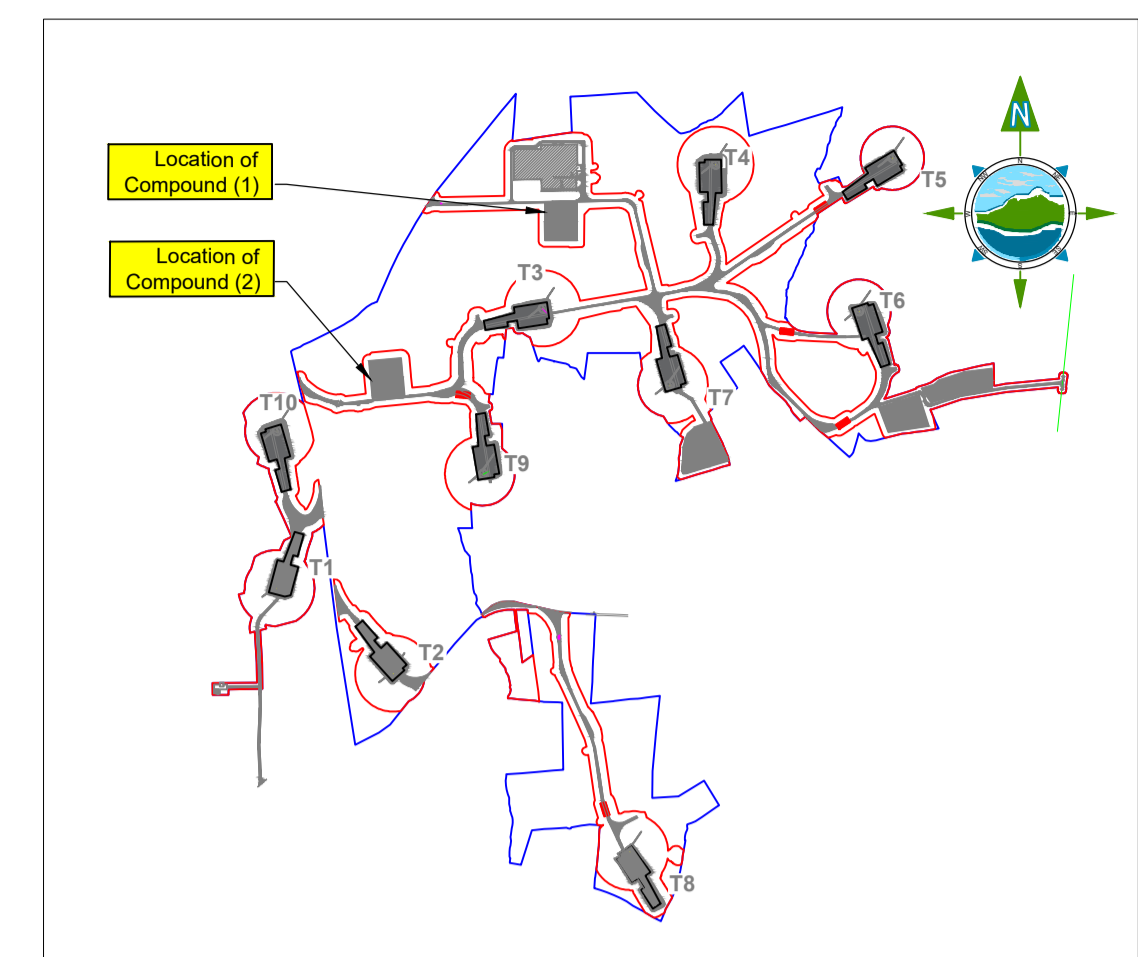 Location of
Compound (1)
Location of
Compound (2)
T4
T5
T3
T6
T7
T10
T9
T1
T2
T8
N
N
E
S
W